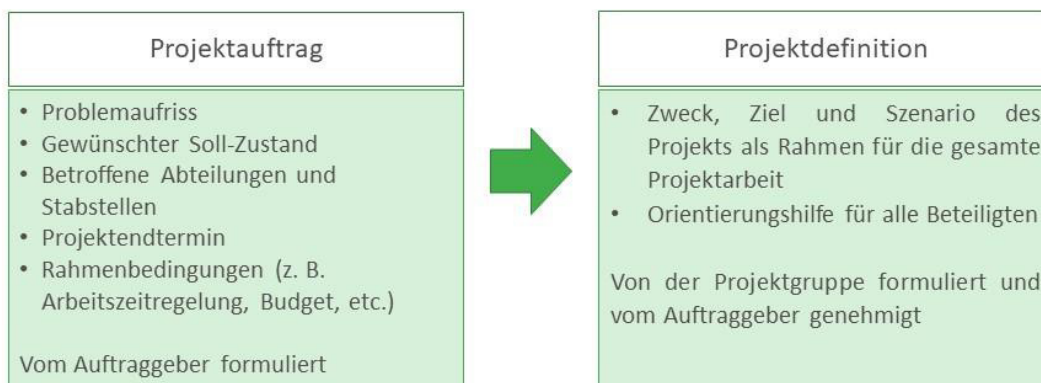 Projektauftrag
• Problemaufriss
• Gewünschter Soll-Zustand
• Betroffene Abteilungen und
Stabstellen
• Projektendtermin
• Rahmenbedingungen (z. B.
Arbeitszeitregelung, Budget, etc.)
Vom Auftraggeber formuliert
Projektdefinition
• Zweck, Ziel und Szenario des
Projekts als Rahmen für die gesamte
Projektarbeit
• Orientierungshilfe für alle Beteiligten
Von der Projektgruppe formuliert und
vom Auftraggeber genehmigt